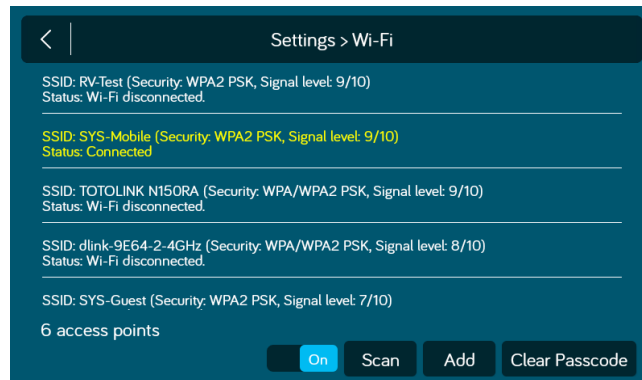 Settings > Wi-Fi
SSID: RV-Test (Security: WPA2 PSK, Signal level: 9/10)
Status: Wi-Fi disconnected.
SSID: SYS-Mobile (Security: WPA2 PSK, Signal level: 9/10)
Status: Connected
SSID: TOTOLINK N150RA (Security: WPA/WPA2 PSK, Signal level: 9/10)
Status: Wi-Fi disconnected.
SSID: dlink-9E64-2-4GHz (Security: WPA/WPA2 PSK, Signal level: 8/10)
Status: Wi-Fi disconnected.
SSID: SYS-Guest (Security: WPA2 PSK, Signal level: 7/10)
6 access points
On Scan Add Clear Passcode